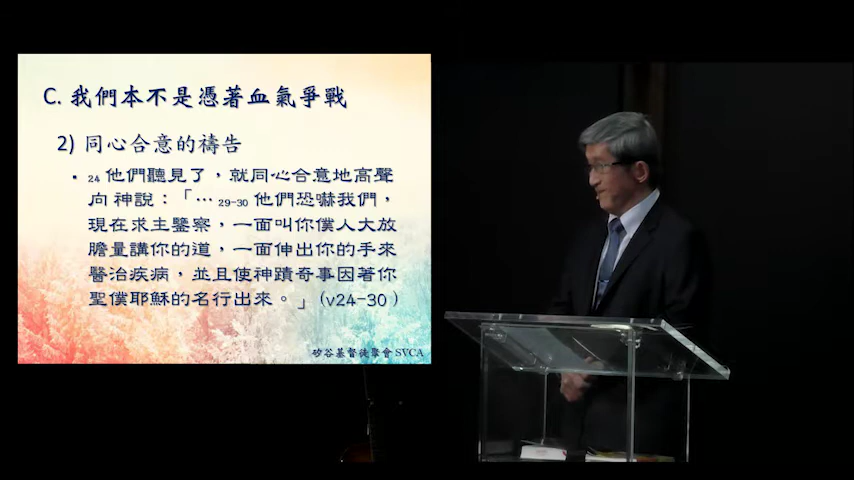 C. 我們本不是憑著血氣爭戰
2) 同心合意的禱告
▪ 24 他們聽見了，就同心合意地高聲
向 神說：「… 29-30 他們恐嚇我們，
現在求主鑒察，一面叫你僕人大放
膽量講你的道，一面伸出你的手來
醫治疾病，並且使神蹟奇事因著你
聖僕耶穌的名行出來。」(v24-30 )
矽谷基督徒聚會 SVCA